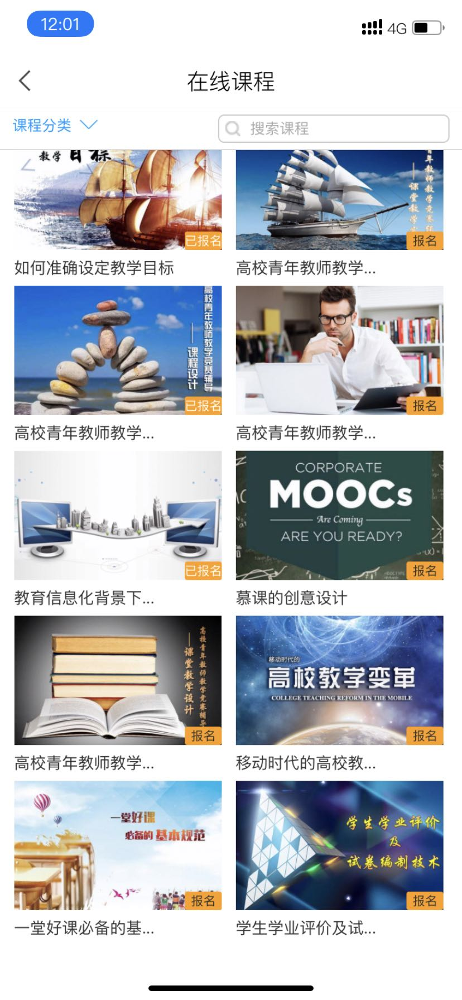 12:01
4G
在线课程
课程分类
搜索课程
教学目标
已报名
如何准确设定教学目标
青年教师教学竞赛辅
课堂教学实
报名
高校青年教师教学...
高校青年教师教学竞赛辅导
课程设计
已报名
高校青年教师教学...
报名
高校青年教师教学...
已报名
教育信息化背景下...
CORPORATE
MOOCs
Are Coming
ARE YOU READY?
报名
慕课的创意设计
高校青年教师教学竞赛辅导
课堂教学设计
报名
高校青年教师教学...
移动时代的
高校教学变革
COLLEGE TEACHING REFORM IN THE MOBILE
报名
移动时代的高校教...
一堂好课
必备的 基本规范
报名
一堂好课必备的基...
学生学业评价
及
试卷编制技术
报名
学生学业评价及试...